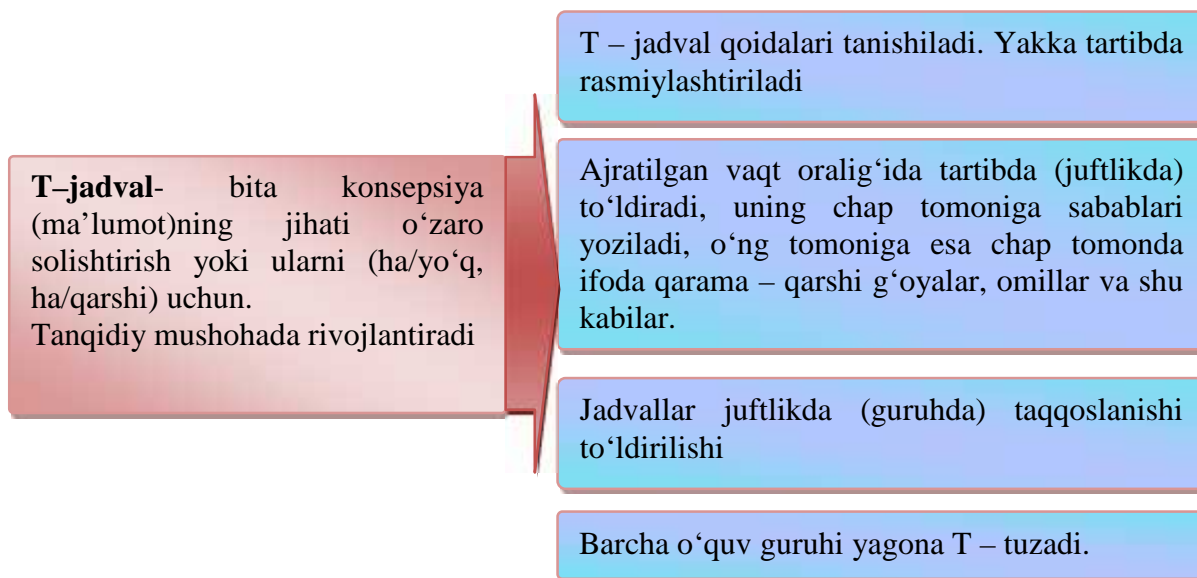 T–jadval- bita konsepsiya
(ma’lumot)ning jihati o‘zaro
solishtirish yoki ularni (ha/yo‘q,
ha/qarshi) uchun.
Tanqidiy mushohada rivojlantiradi
T – jadval qoidalari tanishiladi. Yakka tartibda
rasmiylashtiriladi
Ajratilgan vaqt oralig‘ida tartibda (juftlikda)
to‘ldiradi, uning chap tomoniga sabablari
yoziladi, o‘ng tomoniga esa chap tomonda
ifoda qarama – qarshi g‘oyalar, omillar va shu
kabilar.
Jadvallar juftlikda (guruhda) taqqoslanishi
to‘ldirilishi
Barcha o‘quv guruhi yagona T – tuzadi.